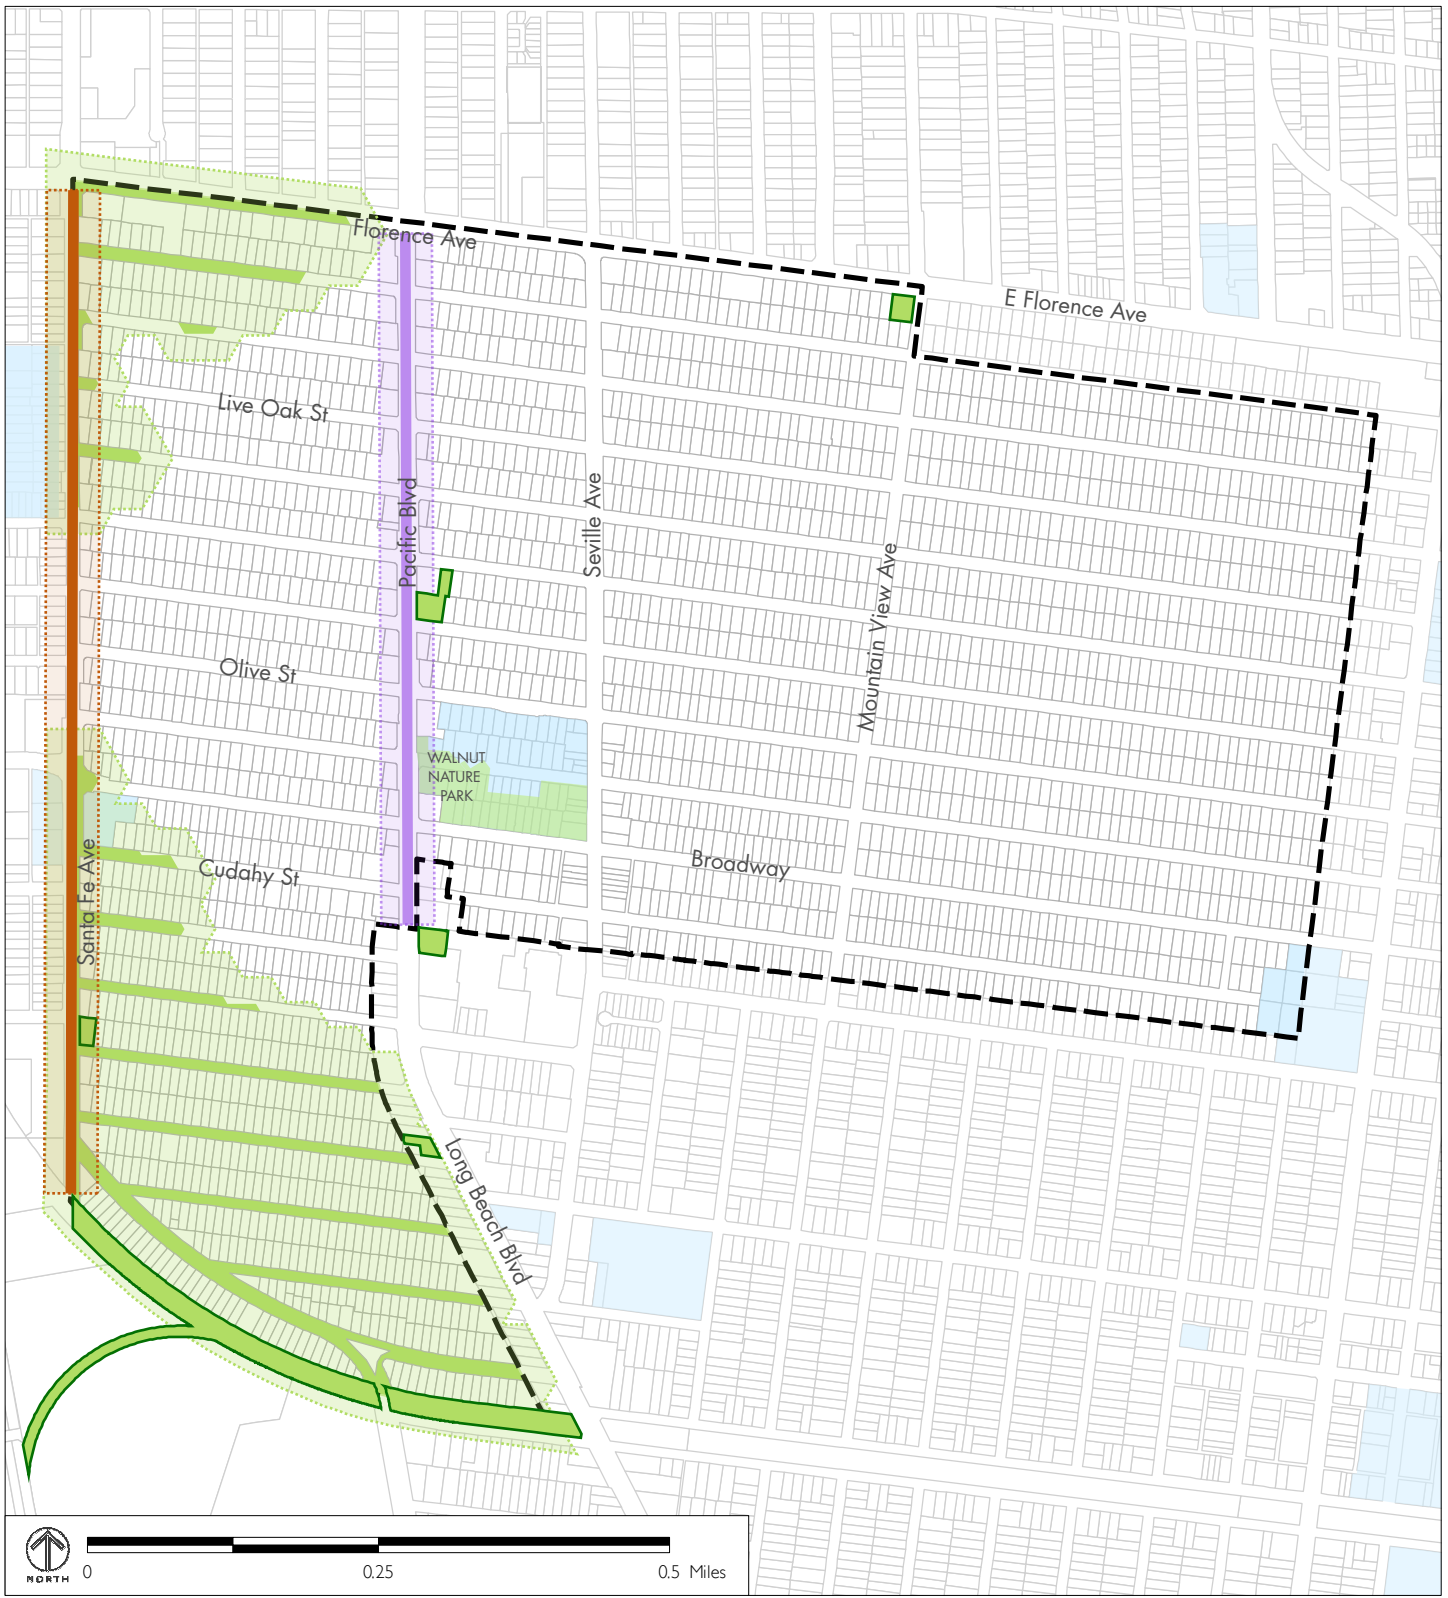 Florence Ave
E Florence Ave
Live Oak St
Pacific Blvd
Seville Ave
Mountain View Ave
Olive St
WALNUT
NATURE
PARK
Santa Fe Ave
Cudahy St
Broadway
Long Beach Blvd
NORTH
0 0.25 0.5 Miles